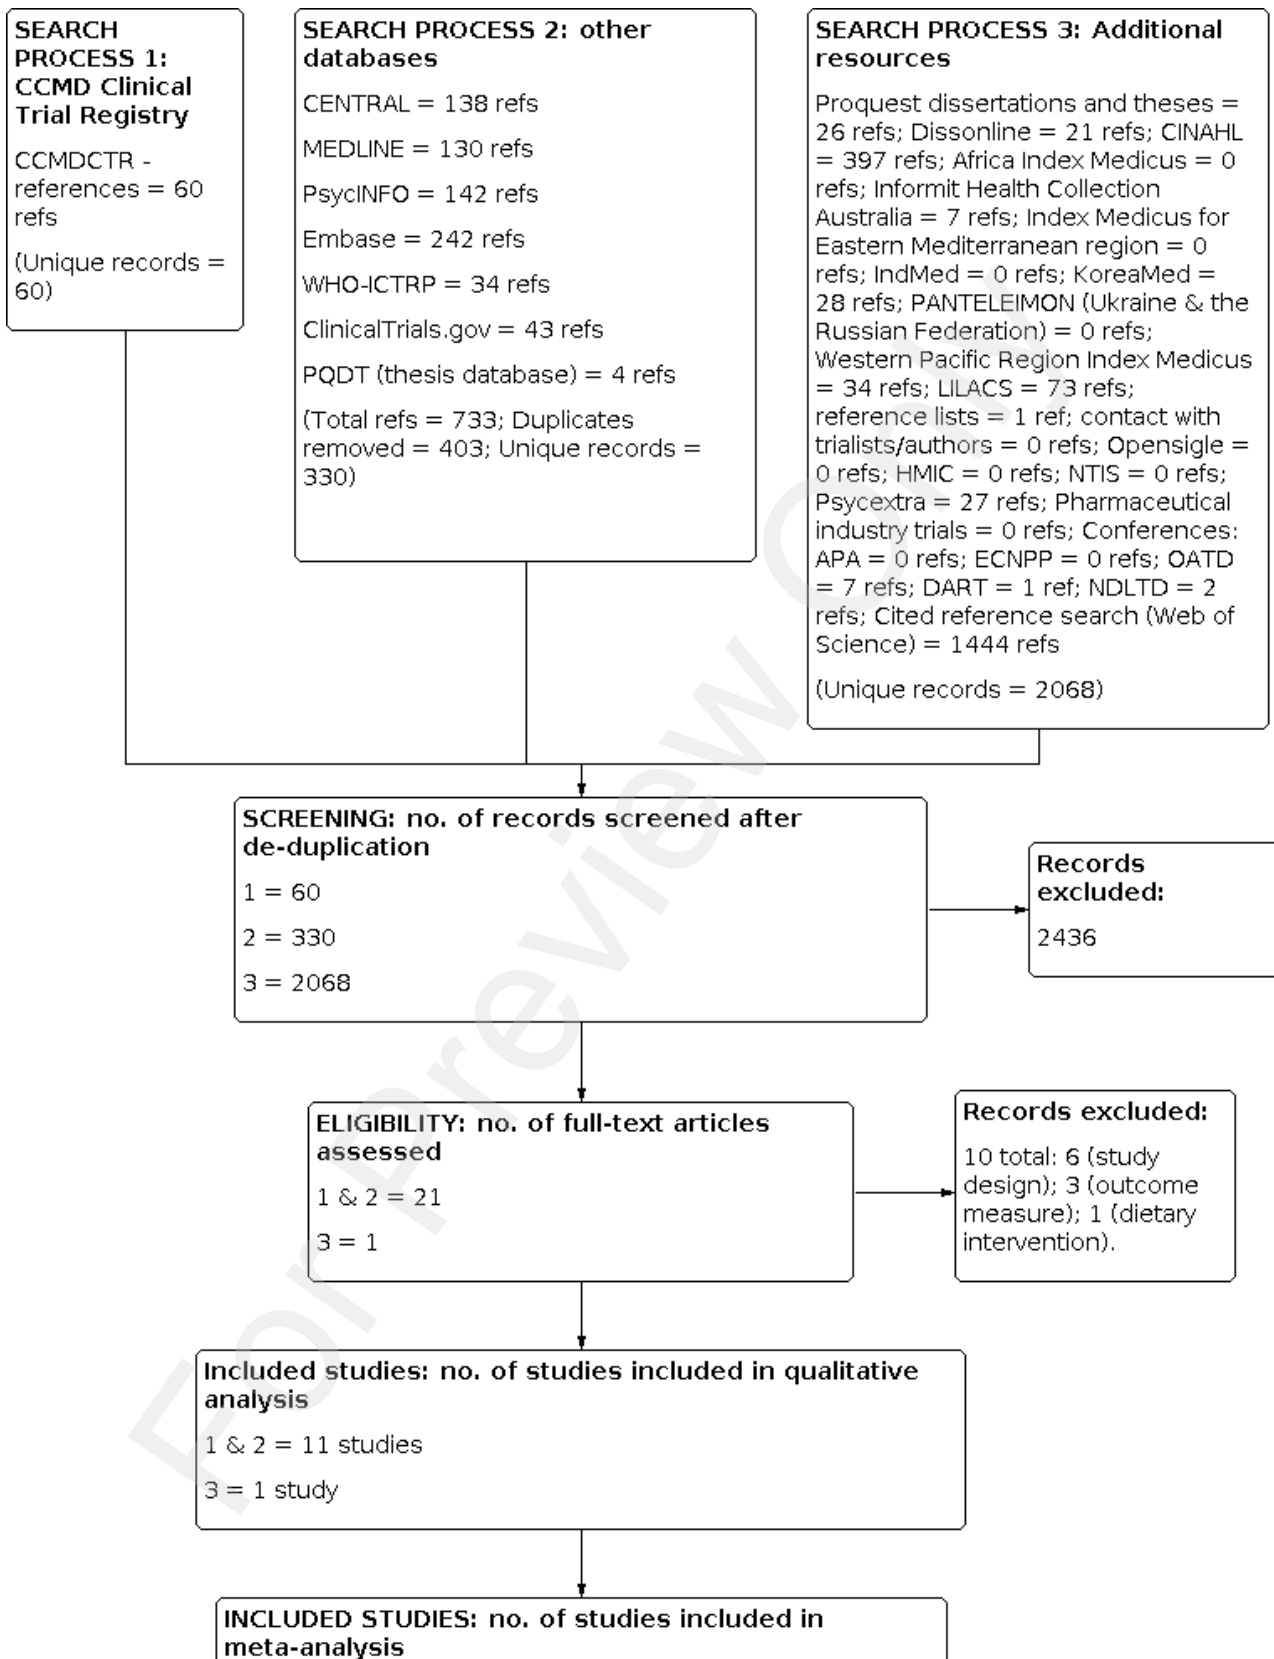 SEARCH
PROCESS 1:
CCMD Clinical
Trial Registry
CCMDCTR -
references = 60
refs
(Unique records =
60)
SEARCH PROCESS 2: other
databases
CENTRAL = 138 refs
MEDLINE = 130 refs
PsycINFO = 142 refs
Embase = 242 refs
WHO-ICTRP = 34 refs
ClinicalTrials.gov = 43 refs
PQDT (thesis database) = 4 refs
(Total refs = 733; Duplicates
removed = 403; Unique records =
330)
SEARCH PROCESS 3: Additional
resources
Proquest dissertations and theses =
26 refs; Dissonline = 21 refs; CINAHL
= 397 refs; Africa Index Medicus = 0
refs; Informit Health Collection
Australia = 7 refs; Index Medicus for
Eastern Mediterranean region = 0
refs; IndMed = 0 refs; KoreaMed =
28 refs; PANTELEIMON (Ukraine & the
Russian Federation) = 0 refs;
Western Pacific Region Index Medicus
= 34 refs; LILACS = 73 refs;
reference lists = 1 ref; contact with
trialists/authors = 0 refs; Opensigle =
0 refs; HMIC = 0 refs; NTIS = 0 refs;
Psycextra = 27 refs; Pharmaceutical
industry trials = 0 refs; Conferences:
APA = 0 refs; ECNPP = 0 refs; OATD
= 7 refs; DART = 1 ref; NDLTD = 2
refs; Cited reference search (Web of
Science) = 1444 refs
(Unique records = 2068)
SCREENING: no. of records screened after
de-duplication
1 = 60
2 = 330
3 = 2068
Records
excluded:
2436
ELIGIBILITY: no. of full-text articles
assessed
1 & 2 = 21
3 = 1
Records excluded:
10 total: 6 (study
design); 3 (outcome
measure); 1 (dietary
intervention).
Included studies: no. of studies included in qualitative
analysis
1 & 2 = 11 studies
3 = 1 study
INCLUDED STUDIES: no. of studies included in
meta-analysis
For Preview Only